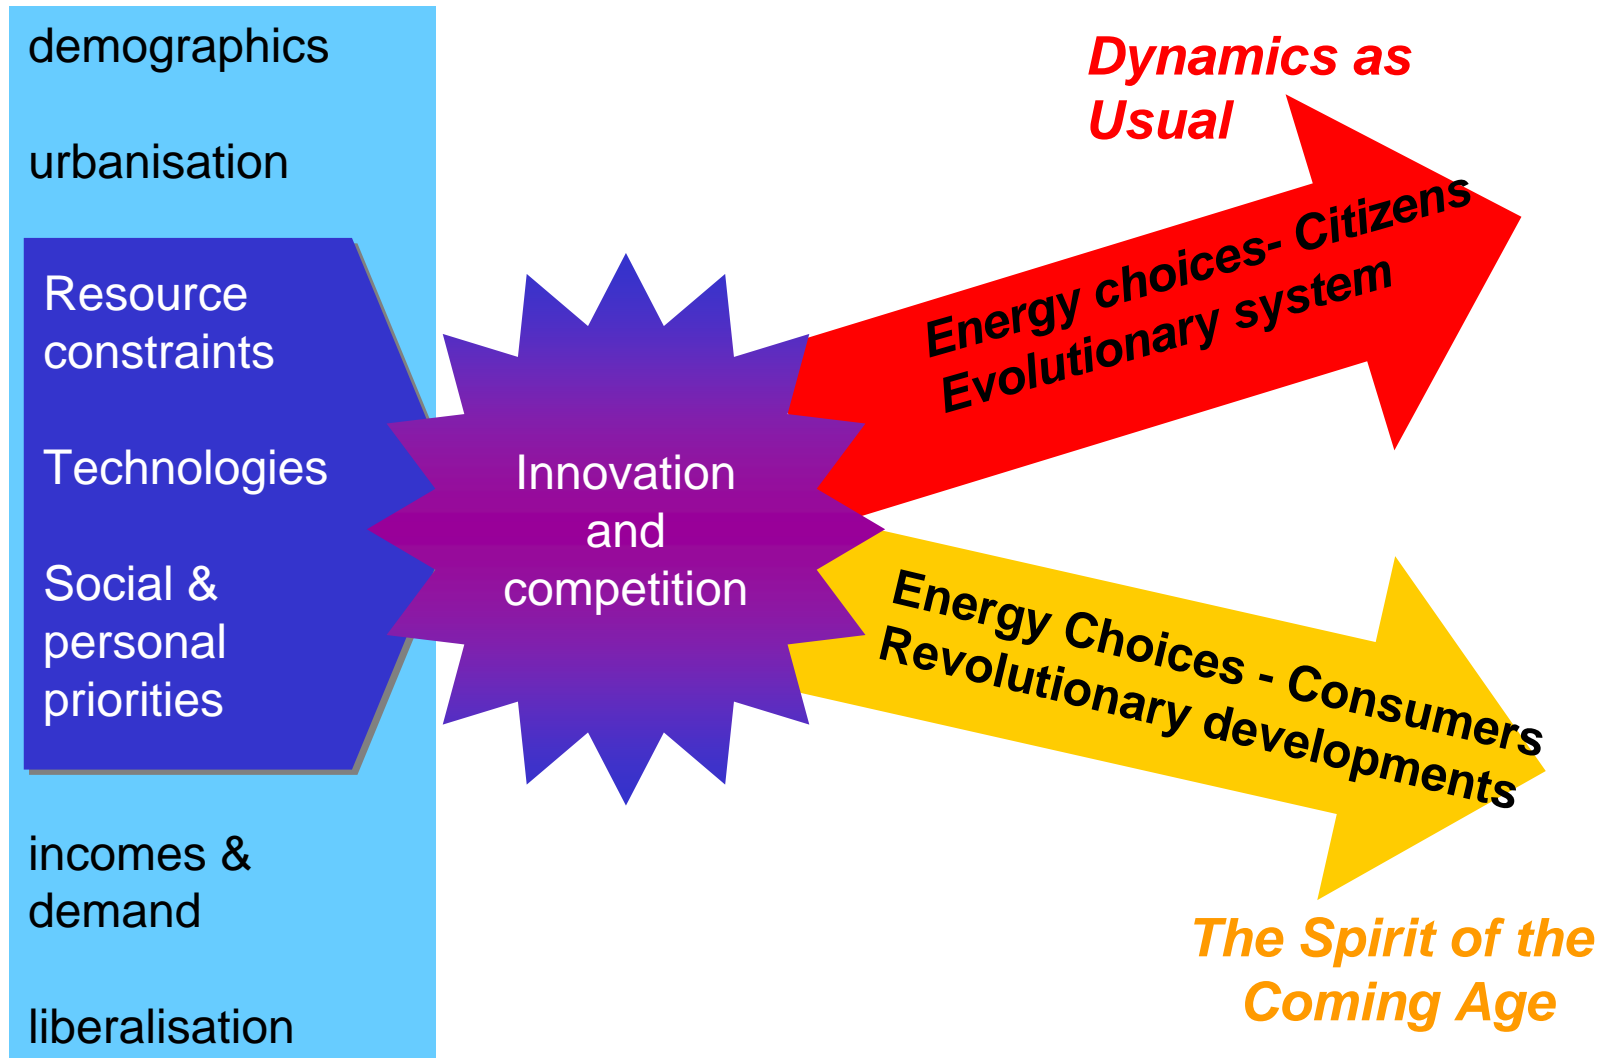 demographics
urbanisation
Resource
constraints
Technologies
Social &
personal
priorities
incomes &
demand
liberalisation
Innovation
and
competition
Dynamics as
Usual
Energy choices- Citizens
Evolutionary system
Energy Choices - Consumers
Revolutionary developments
The Spirit of the
Coming Age